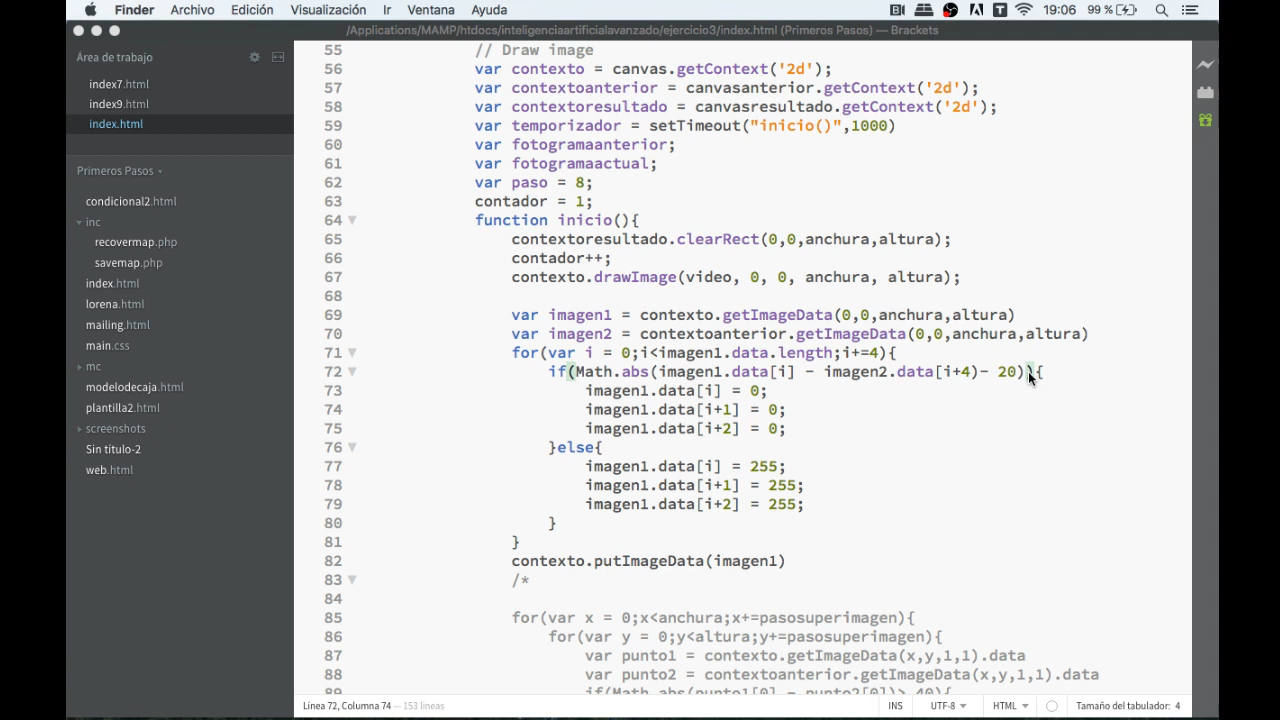 Finder Archivo Edición Visualización Ir Ventana Ayuda 19:06 99 %
/Applications/MAMP/htdocs/inteligenciaartificialavanzado/ejercicio3/index.html (Primeros Pasos) — Brackets
Área de trabajo
index7.html
index9.html
index.html
Primeros Pasos
condicional2.html
inc
recovermap.php
savemap.php
index.html
lorena.html
mailing.html
main.css
mc
modelodecaja.html
plantilla2.html
screenshots
Sin título-2
web.html
55 // Draw image
56 var contexto = canvas.getContext('2d');
57 var contextoanterior = canvasanterior.getContext('2d');
58 var contextoresultado = canvasresultado.getContext('2d');
59 var temporizador = setTimeout("inicio()",1000)
60 var fotogramaanterior;
61 var fotogramaactual;
62 var paso = 8;
63 contador = 1;
64 function inicio(){
65 contextoresultado.clearRect(0,0,anchura,altura);
66 contador++;
67 contexto.drawImage(video, 0, 0, anchura, altura);
68
69 var imagen1 = contexto.getImageData(0,0,anchura,altura)
70 var imagen2 = contextoanterior.getImageData(0,0,anchura,altura)
71 for(var i = 0;i<imagen1.data.length;i+=4){
72 if(Math.abs(imagen1.data[i] - imagen2.data[i+4)- 20)){
73 imagen1.data[i] = 0;
74 imagen1.data[i+1] = 0;
75 imagen1.data[i+2] = 0;
76 }else{
77 imagen1.data[i] = 255;
78 imagen1.data[i+1] = 255;
79 imagen1.data[i+2] = 255;
80 }
81 }
82 contexto.putImageData(imagen1)
83 /*
84
85 for(var x = 0;x<anchura;x+=pasosuperimagen){
86 for(var y = 0;y<altura;y+=pasosuperimagen){
87 var punto1 = contexto.getImageData(x,y,1,1).data
88 var punto2 = contextoanterior.getImageData(x,y,1,1).data
89 if(Math.abs(punto1[0] - punto2[0])> 40){
Línea 72, Columna 74 — 153 líneas INS UTF-8 HTML Tamaño del tabulador: 4